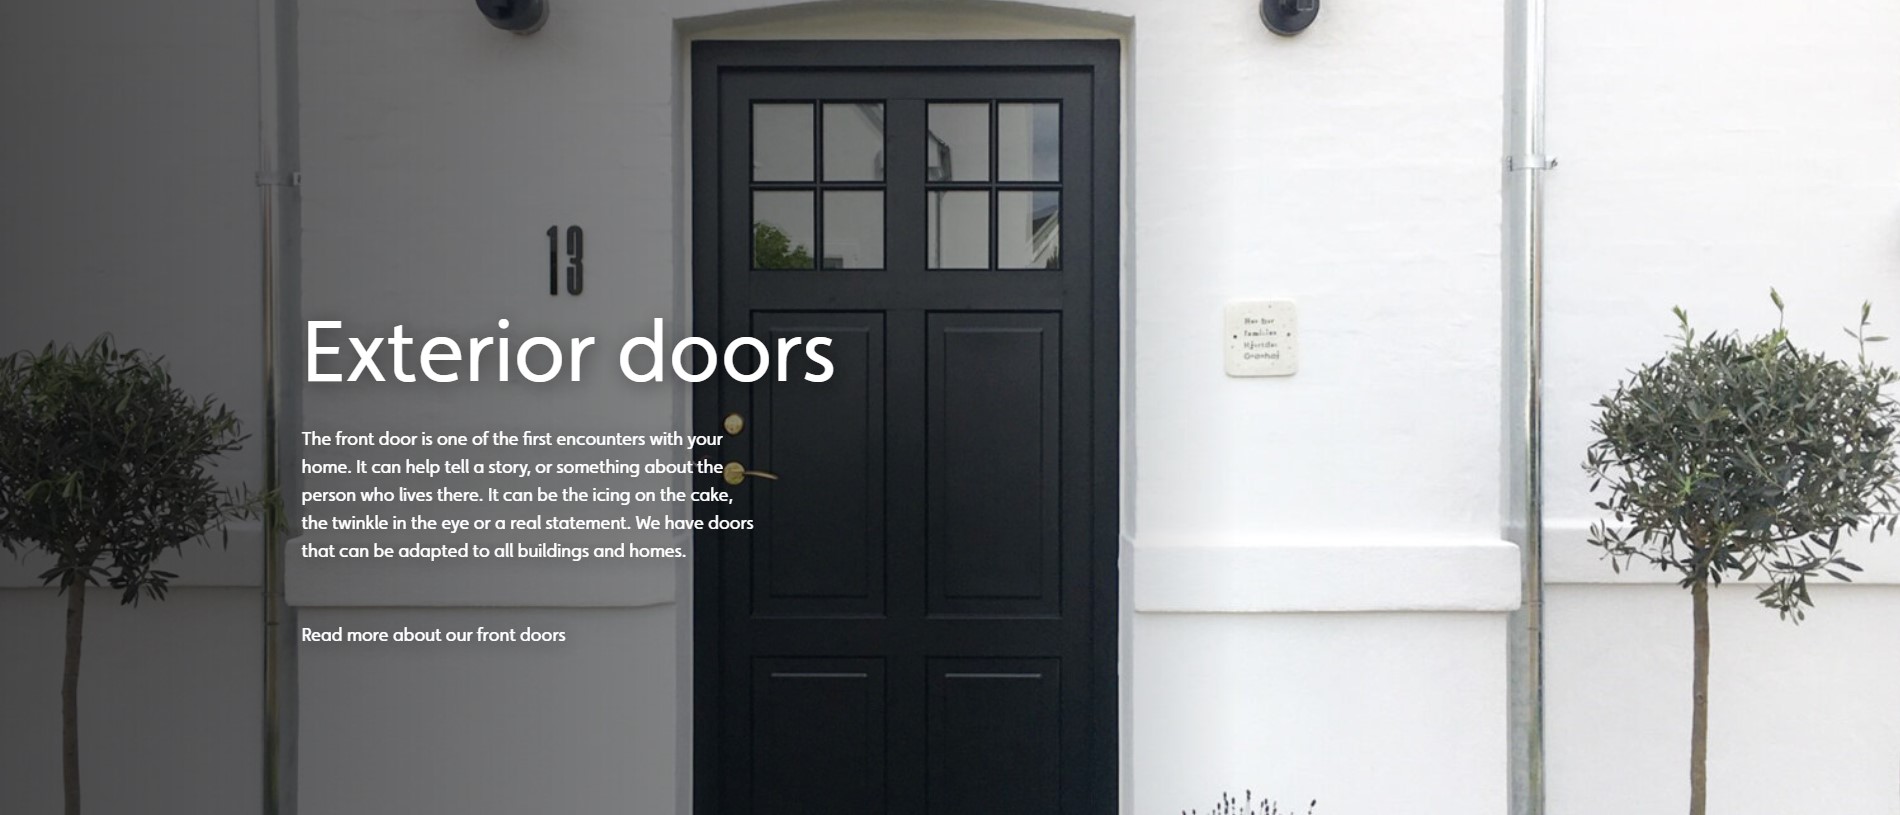 13
Exterior doors
The front door is one of the first encounters with your
home. It can help tell a story, or something about the
person who lives there. It can be the icing on the cake,
the twinkle in the eye or a real statement. We have doors
that can be adapted to all buildings and homes.
Read more about our front doors
Her bor
familien